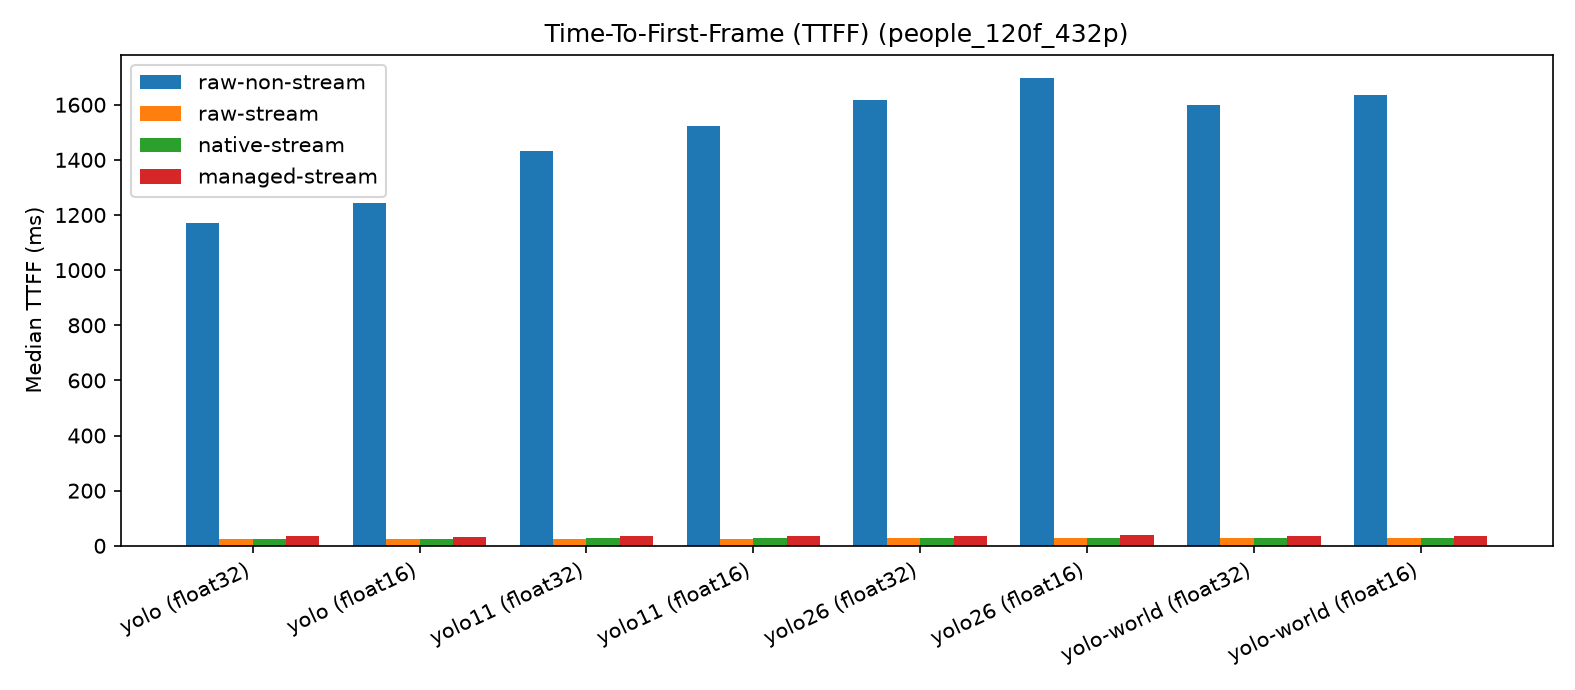 Time-To-First-Frame (TTFF) (people_120f_432p)
raw-non-stream
raw-stream
native-stream
managed-stream
Median TTFF (ms)
1600
1400
1200
1000
800
600
400
200
0
yolo (float32)
yolo (float16)
yolo11 (float32)
yolo11 (float16)
yolo26 (float32)
yolo26 (float16)
yolo-world (float32)
yolo-world (float16)